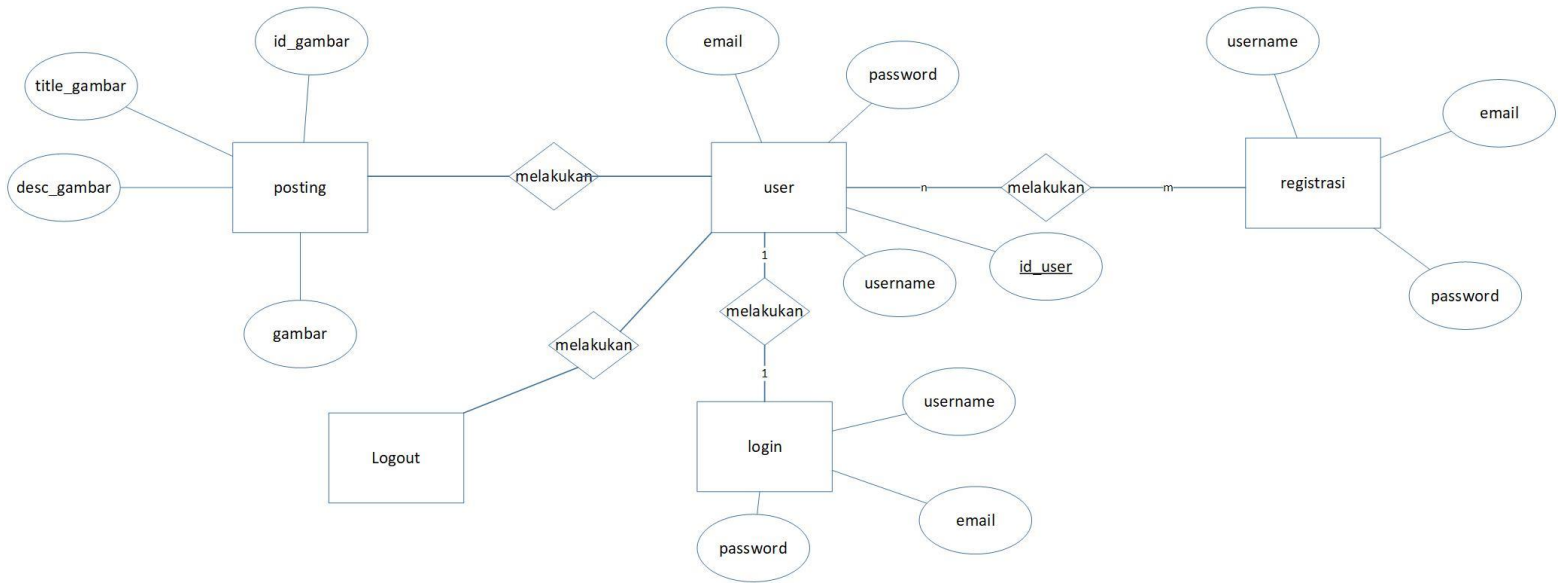 id_gambar
email
username
title_gambar
password
email
desc_gambar
posting
melakukan
user
n
melakukan
m
registrasi
id_user
username
password
1
melakukan
gambar
melakukan
1
username
Logout
login
email
password